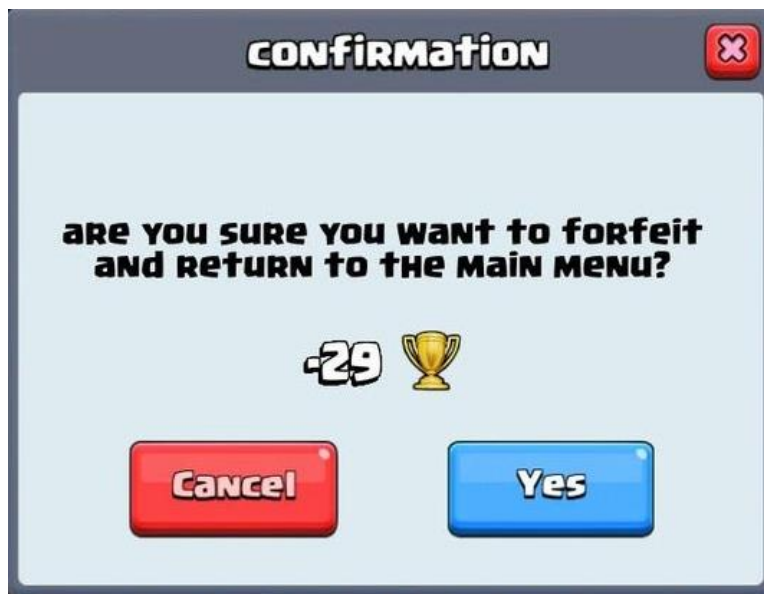 CONfiRMatiON
aRe YOu suRe YOu waNt to foRfeit
aNd RetuRN to tHe MaiN MeNu?
-29
CaNcel
Yes